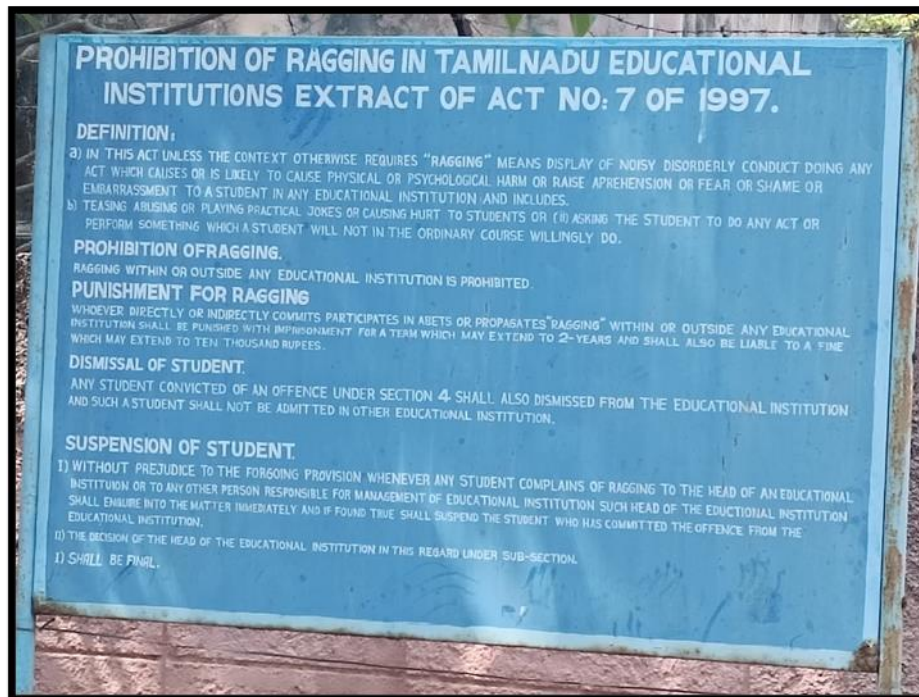 PROHIBITION OF RAGGING IN TAMILNADU EDUCATIONAL
INSTITUTIONS EXTRACT OF ACT NO: 7 OF 1997.
DEFINITION:
a) IN THIS ACT UNLESS THE CONTEXT OTHERWISE REQUIRES "RAGGING" MEANS DISPLAY OF NOISY DISORDERLY CONDUCT DOING ANY
ACT WHICH CAUSES OR IS LIKELY TO CAUSE PHYSICAL OR PSYCHOLOGICAL HARM OR RAISE APREHENSION OR FEAR OR SHAME OR
EMBARRASSMENT TO A STUDENT IN ANY EDUCATIONAL INSTITUTION AND INCLUDES.
b) TEASING ABUSING OR PLAYING PRACTICAL JOKES OR CAUSING HURT TO STUDENTS OR (II) ASKING THE STUDENT TO DO ANY ACT OR
PERFORM SOMETHING WHICH A STUDENT WILL NOT IN THE ORDINARY COURSE WILLINGLY DO.
PROHIBITION OFRAGGING.
RAGGING WITHIN OR OUTSIDE ANY EDUCATIONAL INSTITUTION IS PROHIBITED.
PUNISHMENT FOR RAGGING
WHOEVER DIRECTLY OR INDIRECTLY COMMITS PARTICIPATES IN ABETS OR PROPAGATES "RAGGING" WITHIN OR OUTSIDE ANY EDUCATIONAL
INSTITUTION SHALL BE PUNISHED WITH IMPRISONMENT FOR A TERM WHICH MAY EXTEND TO 2-YEARS AND SHALL ALSO BE LIABLE TO A FINE
WHICH MAY EXTEND TO TEN THOUSAND RUPEES.
DISMISSAL OF STUDENT.
ANY STUDENT CONVICTED OF AN OFFENCE UNDER SECTION 4 SHALL ALSO DISMISSED FROM THE EDUCATIONAL INSTITUTION
AND SUCH A STUDENT SHALL NOT BE ADMITTED IN OTHER EDUCATIONAL INSTITUTION.
SUSPENSION OF STUDENT.
I) WITHOUT PREJUDICE TO THE FORGOING PROVISION WHENEVER ANY STUDENT COMPLAINS OF RAGGING TO THE HEAD OF AN EDUCATIONAL
INSTITUION OR TO ANY OTHER PERSON RESPONSIBLE FOR MANAGEMENT OF EDUCATIONAL INSTITUTION SUCH HEAD OF THE EDUCTIONAL INSTITUTION
SHALL ENQUIRE INTO THE MATTER IMMEDIATELY AND IF FOUND TRUE SHALL SUSPEND THE STUDENT WHO HAS COMMITTED THE OFFENCE FROM THE
EDUCATIONAL INSTITUTION.
II) THE DECISION OF THE HEAD OF THE EDUCATIONAL INSTITUTION IN THIS REGARD UNDER SUB-SECTION.
I) SHALL BE FINAL.